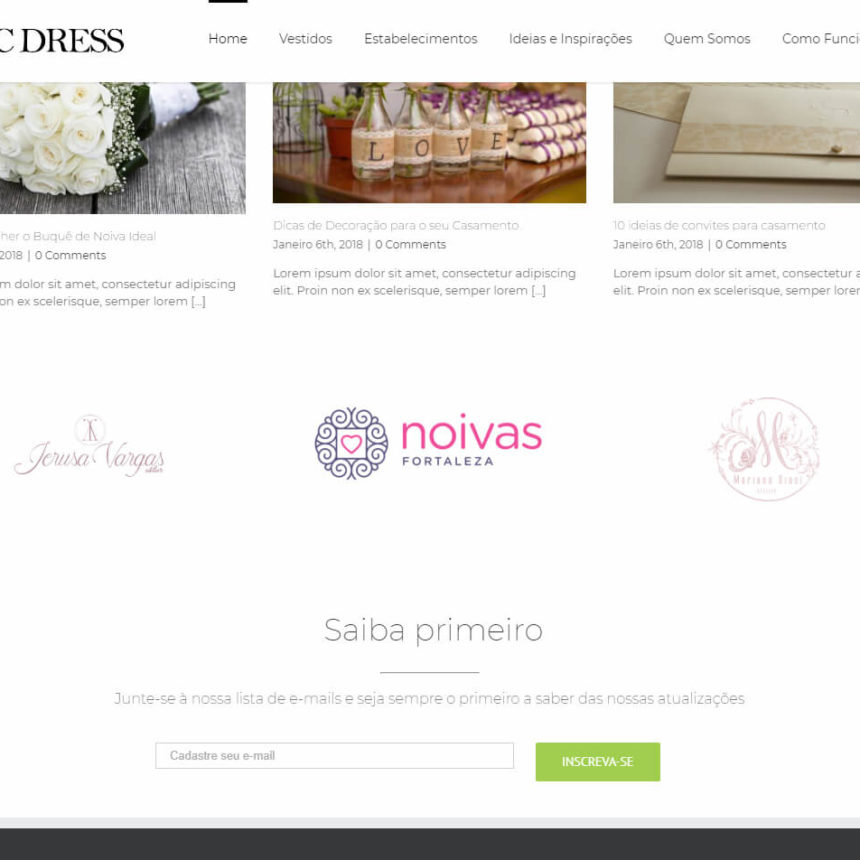 C DRESS
Home Vestidos Estabelecimentos Ideias e Inspirações Quem Somos Como Funci
L O V E
her o Buquê de Noiva Ideal
2018 | 0 Comments
m dolor sit amet, consectetur adipiscing
on ex scelerisque, semper lorem [...]
Dicas de Decoração para o seu Casamento.
Janeiro 6th, 2018 | 0 Comments
Lorem ipsum dolor sit amet, consectetur adipiscing
elit. Proin non ex scelerisque, semper lorem [...]
10 ideias de convites para casamento
Janeiro 6th, 2018 | 0 Comments
Lorem ipsum dolor sit amet, consectetur a
elit. Proin non ex scelerisque, semper lorer
Jerusa Vargas
atelier
noivas
FORTALEZA
M
Saiba primeiro
Junte-se à nossa lista de e-mails e seja sempre o primeiro a saber das nossas atualizações
Cadastre seu e-mail
INSCREVA-SE